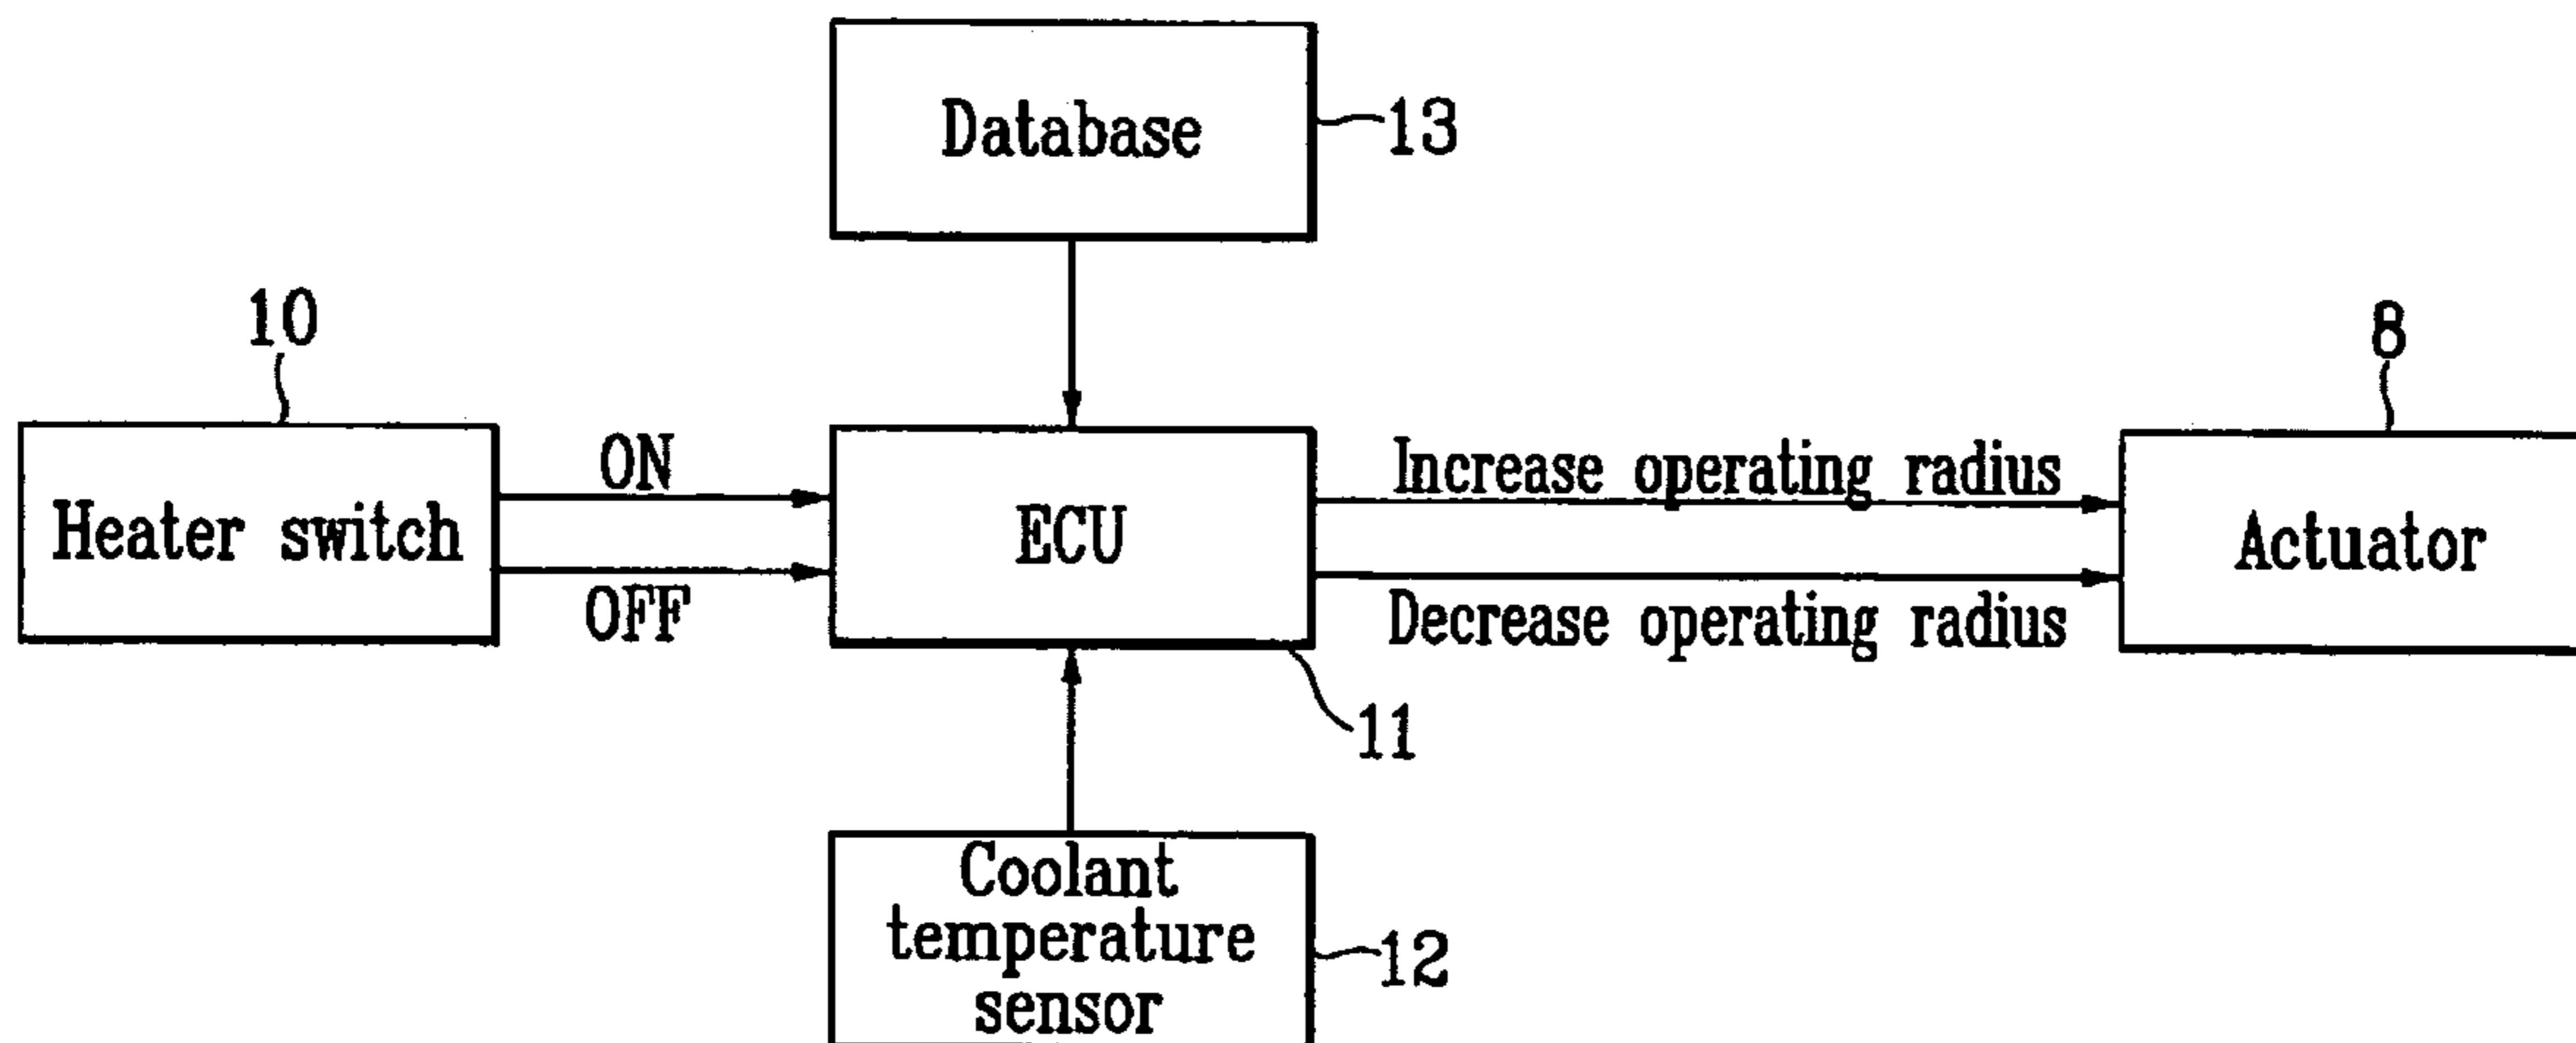 Database
13
10
8
Heater switch
ON
OFF
ECU
11
Increase operating radius
Decrease operating radius
Actuator
Coolant
temperature
sensor
12